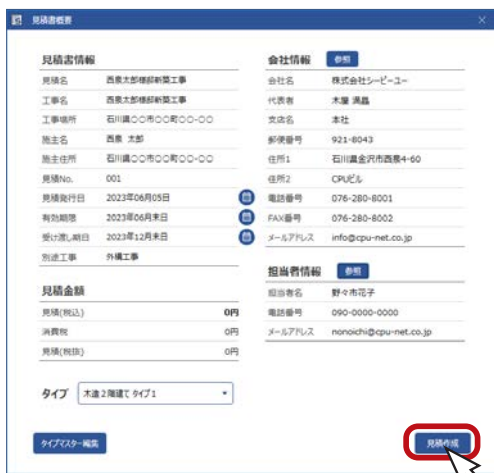 見積書概要
見積書情報
見積名 西泉太郎様邸新築工事
工事名 西泉太郎様邸新築工事
工事場所 石川県〇〇市〇〇町〇〇-〇〇
施主名 西泉 太郎
施主住所 石川県〇〇市〇〇町〇〇-〇〇
見積No. 001
見積発行日 2023年06月05日
有効期限 2023年06月末日
受け渡し期日 2023年12月末日
別途工事 外構工事
見積金額
見積(税込) 0円
消費税 0円
見積(税抜) 0円
タイプ 木造2階建て タイプ1
タイプマスター編集
会社情報 参照
会社名 株式会社シーピーユー
代表者 木屋 満晶
支店名 本社
郵便番号 921-8043
住所1 石川県金沢市西泉4-60
住所2 CPUビル
電話番号 076-280-8001
FAX番号 076-280-8002
メールアドレス info@cpu-net.co.jp
担当者情報 参照
担当者名 野々市花子
電話番号 090-0000-0000
メールアドレス nonoichi@cpu-net.co.jp
見積作成